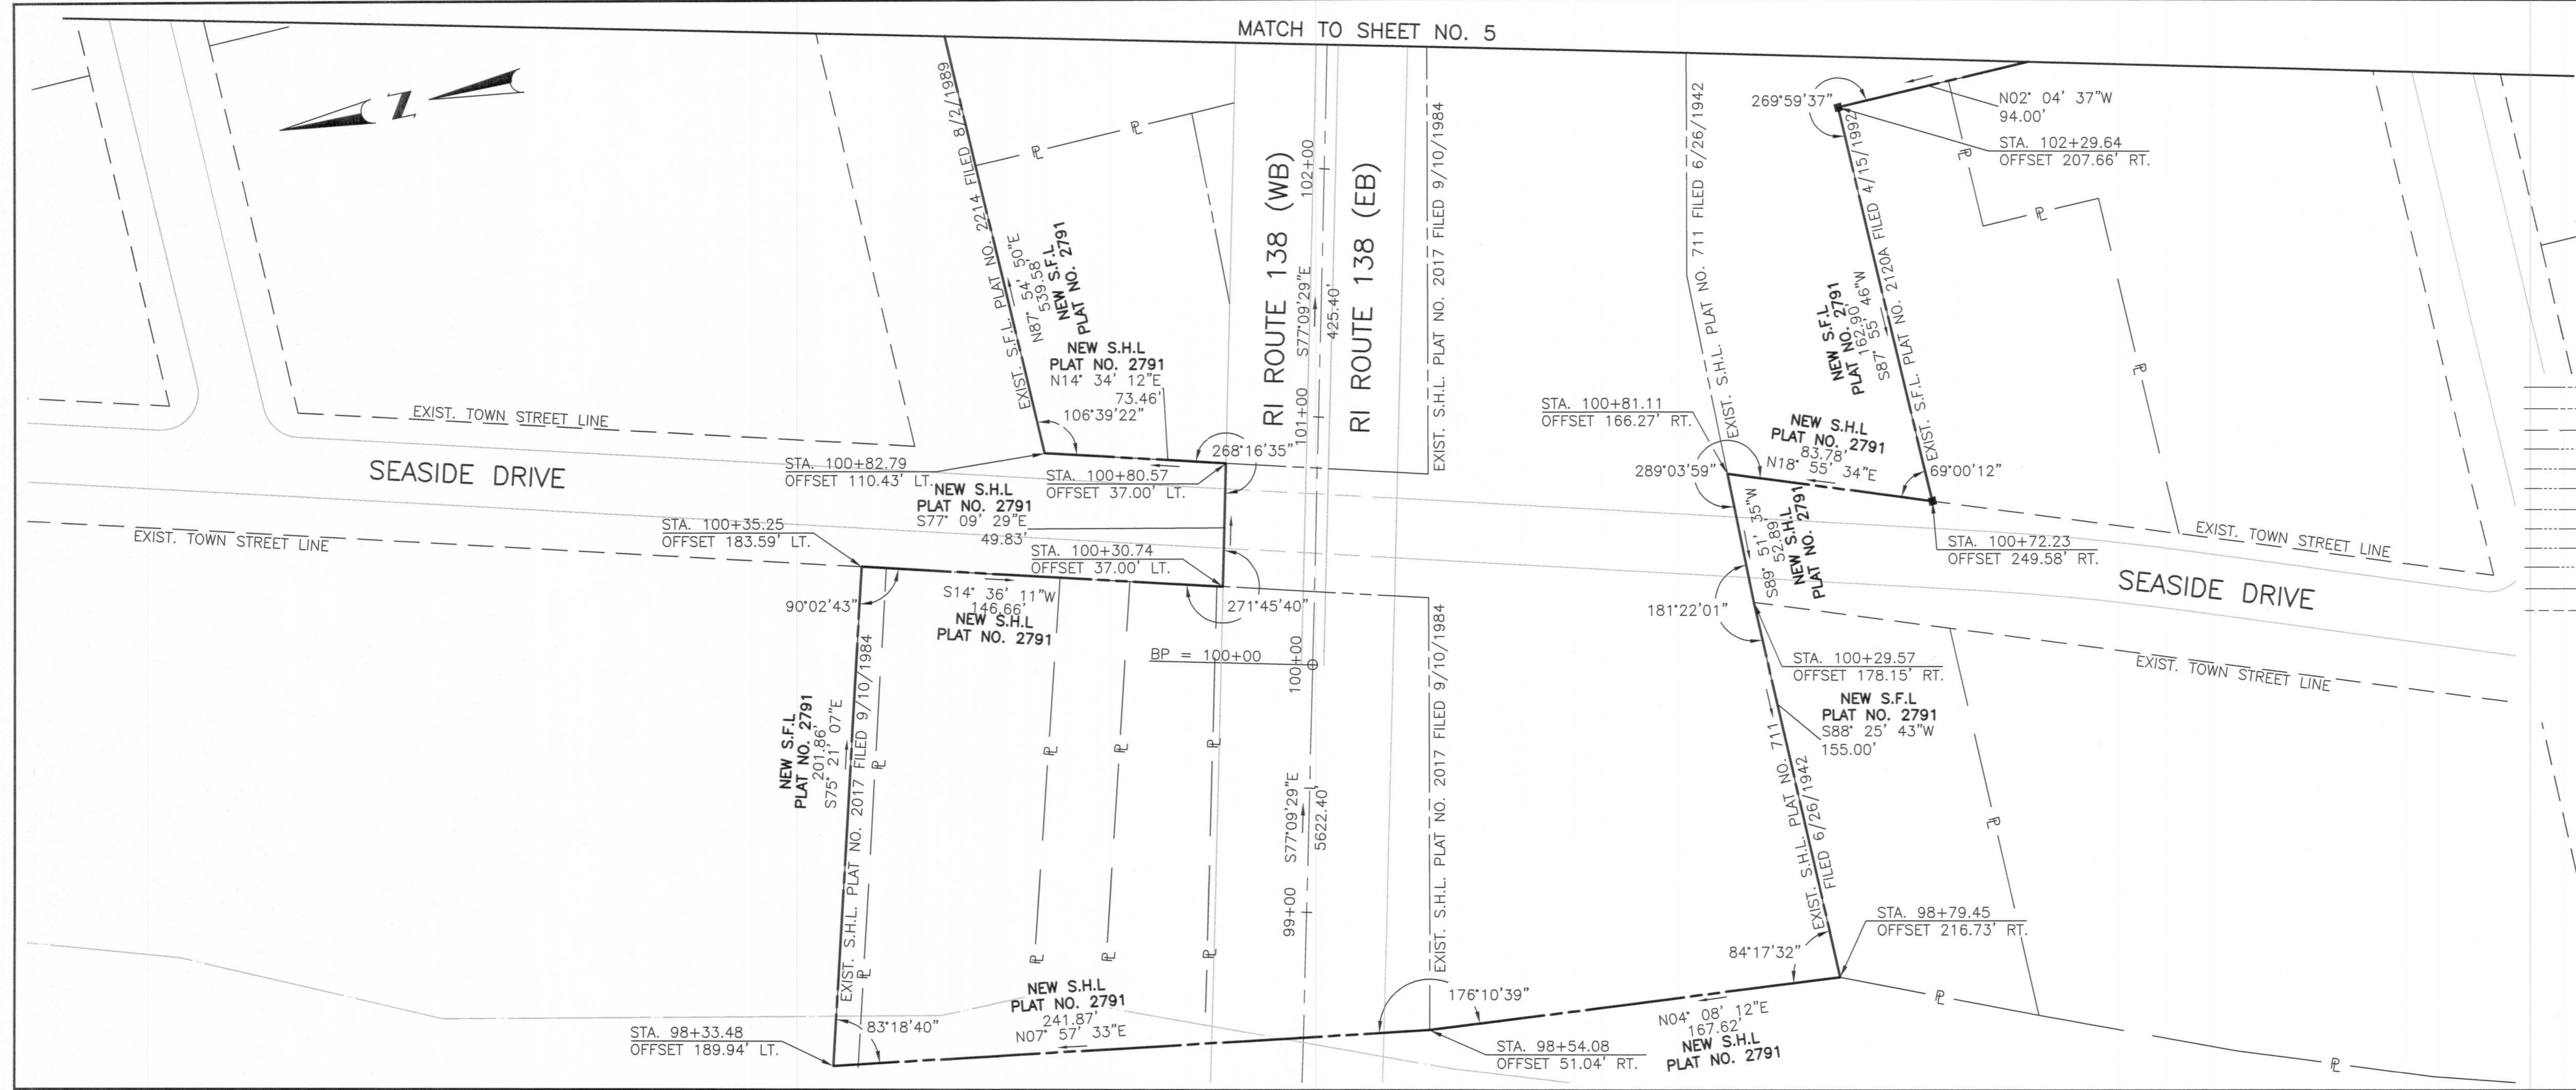 MATCH TO SHEET NO. 5
Z
EXIST. S.F.L. PLAT NO. 2214 FILED 8/2/1989
N87° 54' 50"E
539.58'
NEW S.F.L
PLAT NO. 2791
NEW S.H.L
PLAT NO. 2791
N14° 34' 12"E
73.46'
106°39'22"
268°16'35"
RI ROUTE 138 (WB)
102+00
S77°09'29"E
425.40'
101+00
RI ROUTE 138 (EB)
EXIST. S.H.L. PLAT NO. 2017 FILED 9/10/1984
EXIST. S.H.L. PLAT NO. 711 FILED 6/26/1942
269°59'37"
N02° 04' 37"W
94.00'
STA. 102+29.64
OFFSET 207.66' RT.
EXIST. S.F.L. PLAT NO. 2120A FILED 4/15/1992
S87° 55' 46"W
162.90'
NEW S.F.L
PLAT NO. 2791
STA. 100+81.11
OFFSET 166.27' RT.
NEW S.H.L
PLAT NO. 2791
83.78'
N18° 55' 34"E
289°03'59"
69°00'12"
EXIST. TOWN STREET LINE
SEASIDE DRIVE
EXIST. TOWN STREET LINE
STA. 100+82.79
OFFSET 110.43' LT.
STA. 100+80.57
OFFSET 37.00' LT.
NEW S.H.L
PLAT NO. 2791
S77° 09' 29"E
49.83'
STA. 100+35.25
OFFSET 183.59' LT.
STA. 100+30.74
OFFSET 37.00' LT.
S89° 51' 35"W
52.89'
NEW S.H.L
PLAT NO. 2791
STA. 100+72.23
OFFSET 249.58' RT.
EXIST. TOWN STREET LINE
SEASIDE DRIVE
EXIST. TOWN STREET LINE
90°02'43"
S14° 36' 11"W
146.66'
NEW S.H.L
PLAT NO. 2791
271°45'40"
181°22'01"
BP = 100+00
100+00
STA. 100+29.57
OFFSET 178.15' RT.
NEW S.F.L
PLAT NO. 2791
S88° 25' 43"W
155.00'
NEW S.F.L
PLAT NO. 2791
201.86'
S75° 21' 07"E
EXIST. S.H.L. PLAT NO. 2017 FILED 9/10/1984
S77°09'29"E
5622.40'
99+00
EXIST. S.H.L. PLAT NO. 2017 FILED 9/10/1984
EXIST. S.H.L. PLAT NO. 711
FILED 6/26/1942
STA. 98+79.45
OFFSET 216.73' RT.
84°17'32"
176°10'39"
N04° 08' 12"E
167.62'
NEW S.H.L
PLAT NO. 2791
STA. 98+54.08
OFFSET 51.04' RT.
NEW S.H.L
PLAT NO. 2791
241.87'
N07° 57' 33"E
83°18'40"
STA. 98+33.48
OFFSET 189.94' LT.